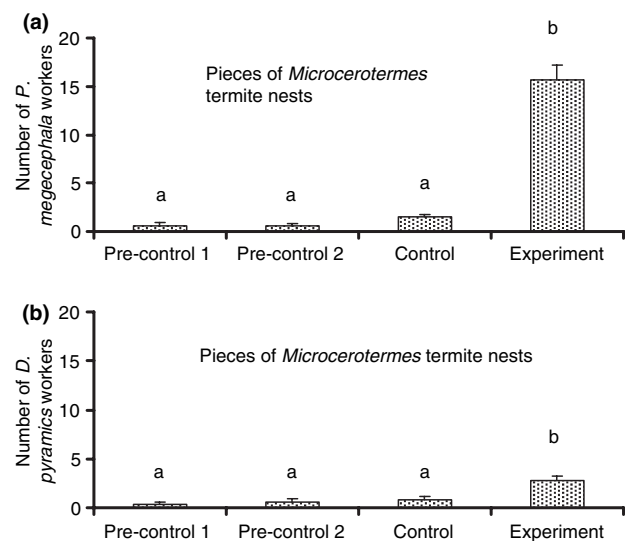 (a)
20
15
10
5
0
Number of P.
megecephala workers
Pieces of Microcerotermes
termite nests
a
a
a
b
Pre-control 1
Pre-control 2
Control
Experiment
(b)
20
15
10
5
0
Number of D.
pyramics workers
Pieces of Microcerotermes termite nests
a
a
a
b
Pre-control 1
Pre-control 2
Control
Experiment